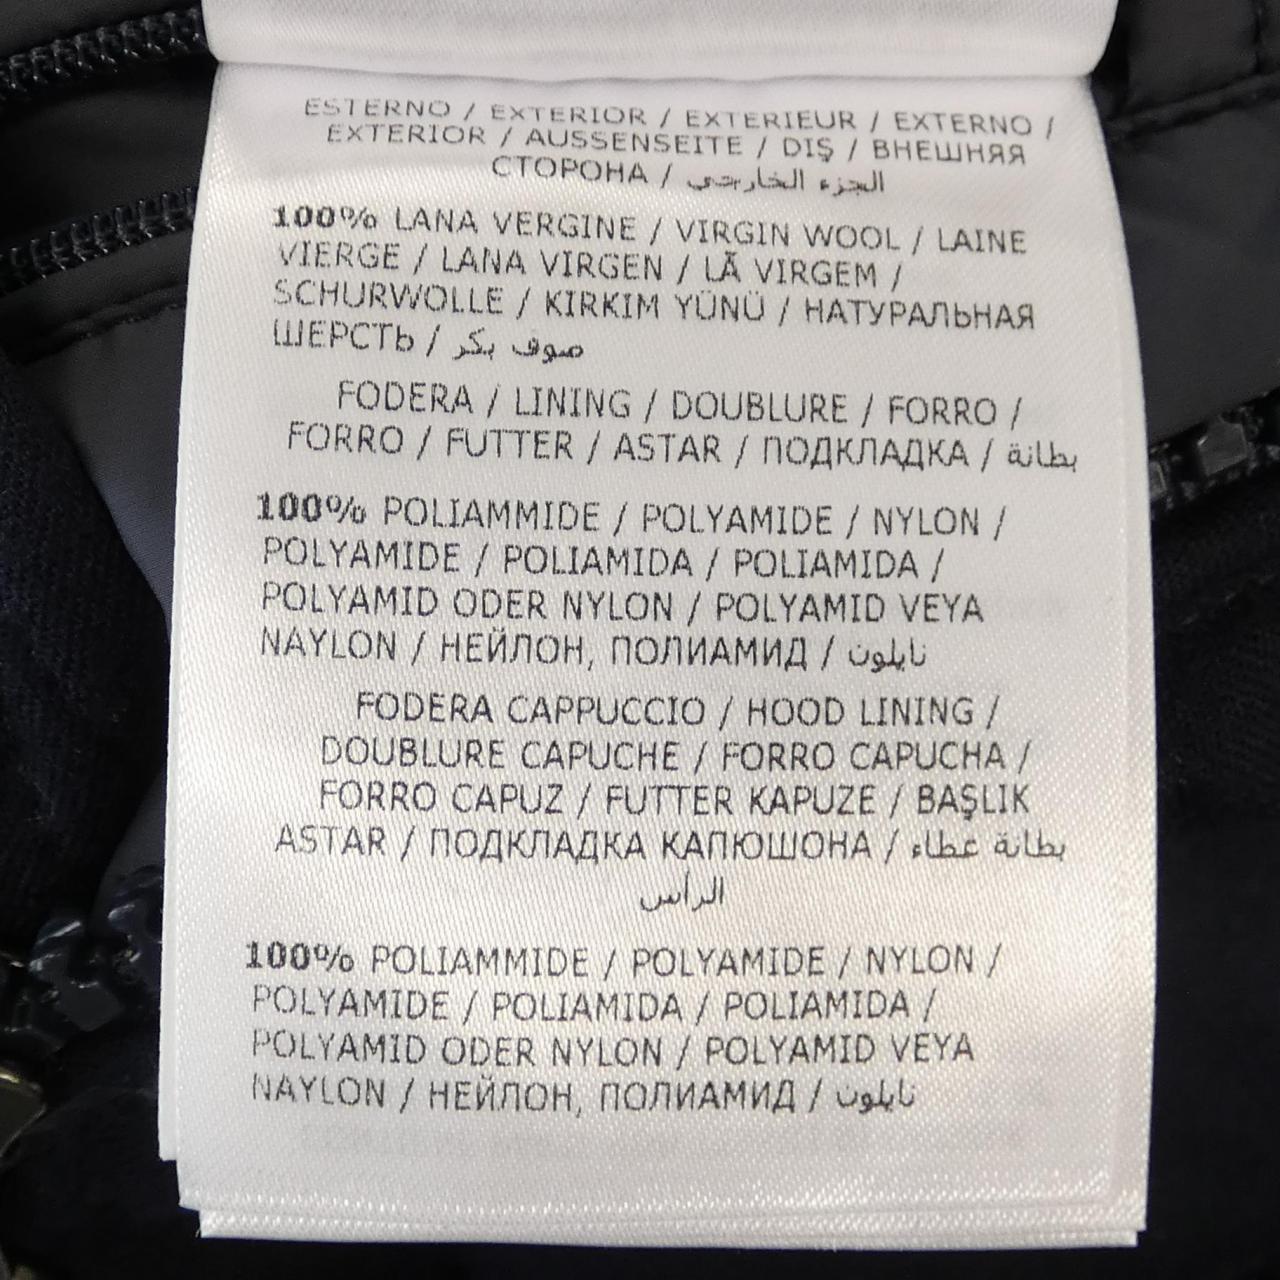 ESTERNO / EXTERIOR / EXTERIEUR / EXTERNO /
EXTERIOR / AUSSENSEITE / DIŞ / ВНЕШНЯЯ
СТОРОНА / الجزء الخارجي
100% LANA VERGINE / VIRGIN WOOL / LAINE
VIERGE / LANA VIRGEN / LÃ VIRGEM /
SCHURWOLLE / KIRKIM YÜNÜ / НАТУРАЛЬНАЯ
ШЕРСТЬ / صوف بكر
FODERA / LINING / DOUBLURE / FORRO /
FORRO / FUTTER / ASTAR / ПОДКЛАДКА / بطانة
100% POLIAMMIDE / POLYAMIDE / NYLON /
POLYAMIDE / POLIAMIDA / POLIAMIDA /
POLYAMID ODER NYLON / POLYAMID VEYA
NAYLON / НЕЙЛОН, ПОЛИАМИД / نايلون
FODERA CAPPUCCIO / HOOD LINING /
DOUBLURE CAPUCHE / FORRO CAPUCHA /
FORRO CAPUZ / FUTTER KAPUZE / BAŞLIK
ASTAR / ПОДКЛАДКА КАПЮШОНА / بطانة غطاء
الرأس
100% POLIAMMIDE / POLYAMIDE / NYLON /
POLYAMIDE / POLIAMIDA / POLIAMIDA /
POLYAMID ODER NYLON / POLYAMID VEYA
NAYLON / НЕЙЛОН, ПОЛИАМИД / نايلون